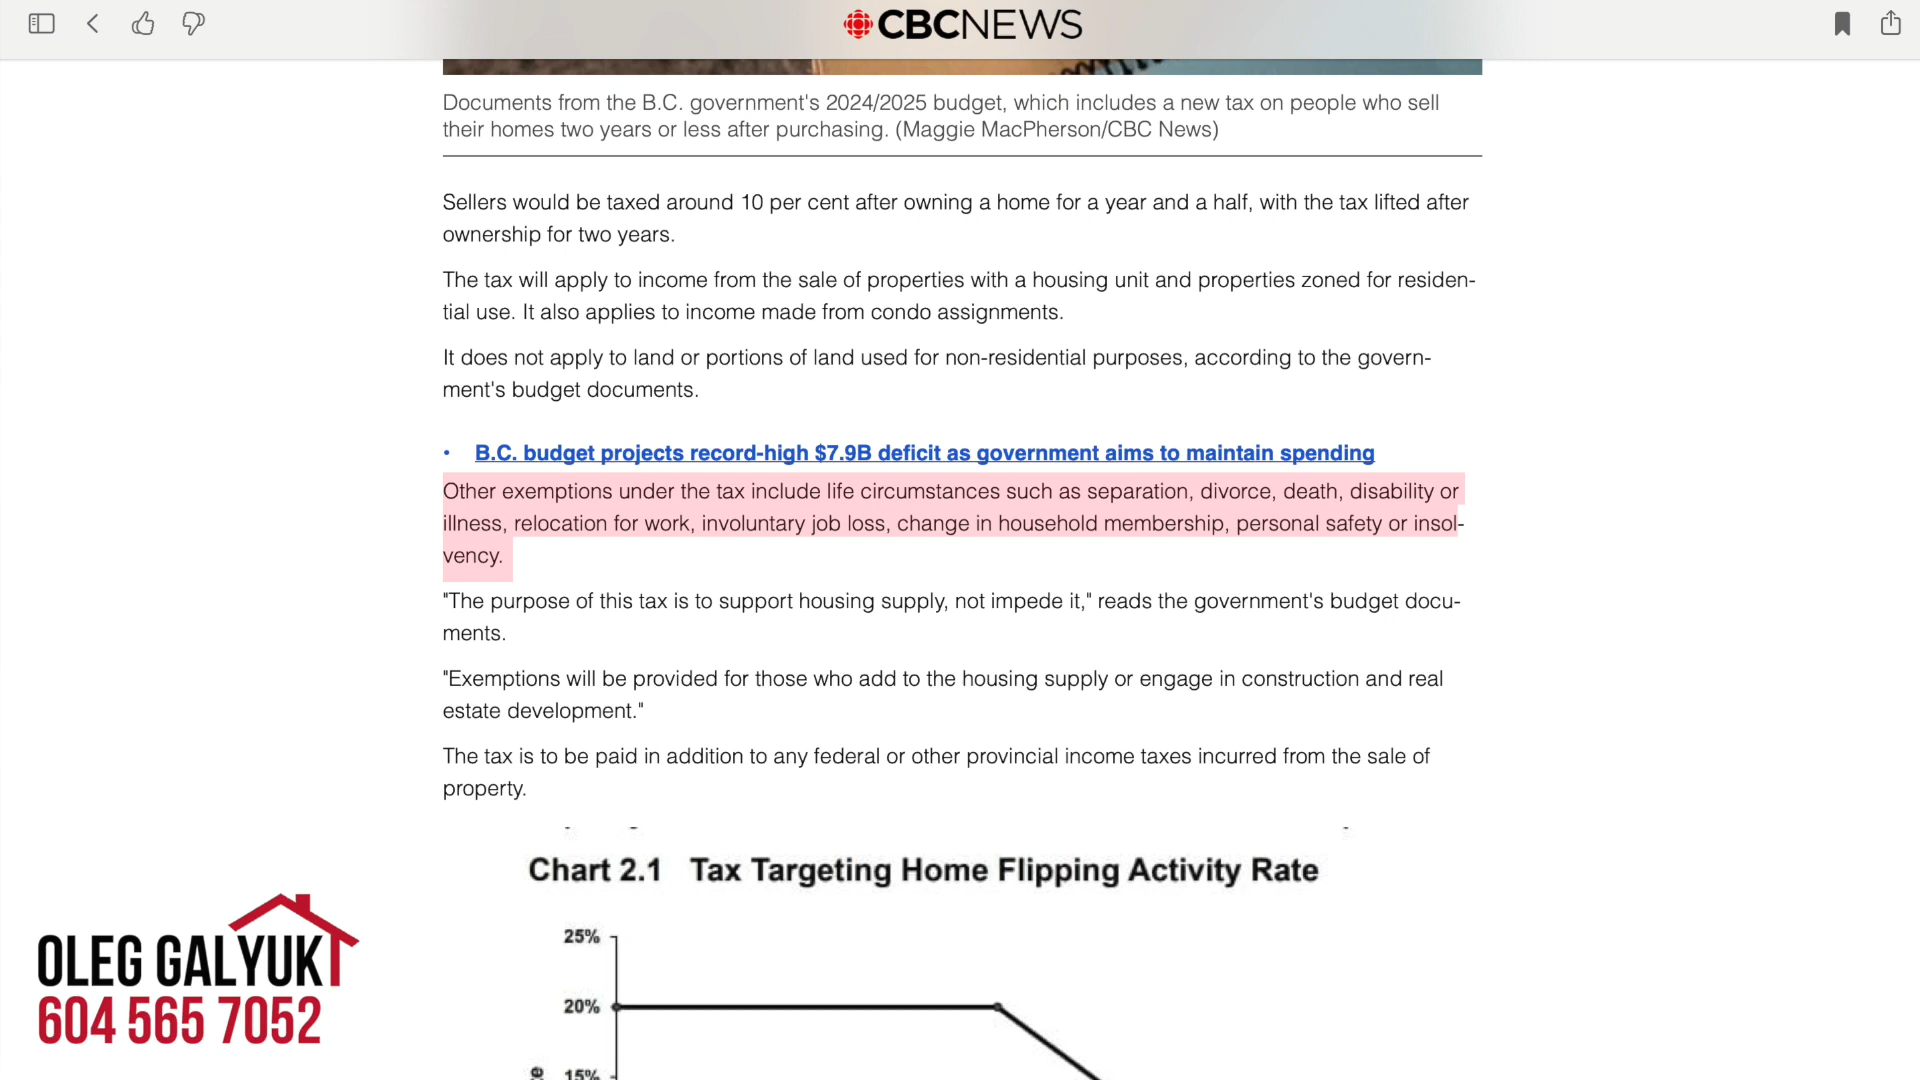 CBCNEWS
Documents from the B.C. government's 2024/2025 budget, which includes a new tax on people who sell
their homes two years or less after purchasing. (Maggie MacPherson/CBC News)
Sellers would be taxed around 10 per cent after owning a home for a year and a half, with the tax lifted after
ownership for two years.
The tax will apply to income from the sale of properties with a housing unit and properties zoned for residen-
tial use. It also applies to income made from condo assignments.
It does not apply to land or portions of land used for non-residential purposes, according to the govern-
ment's budget documents.
• B.C. budget projects record-high $7.9B deficit as government aims to maintain spending
Other exemptions under the tax include life circumstances such as separation, divorce, death, disability or
illness, relocation for work, involuntary job loss, change in household membership, personal safety or insol-
vency.
"The purpose of this tax is to support housing supply, not impede it," reads the government's budget docu-
ments.
"Exemptions will be provided for those who add to the housing supply or engage in construction and real
estate development."
The tax is to be paid in addition to any federal or other provincial income taxes incurred from the sale of
property.
Chart 2.1 Tax Targeting Home Flipping Activity Rate
25%
20%
15%
OLEG GALYUK
604 565 7052